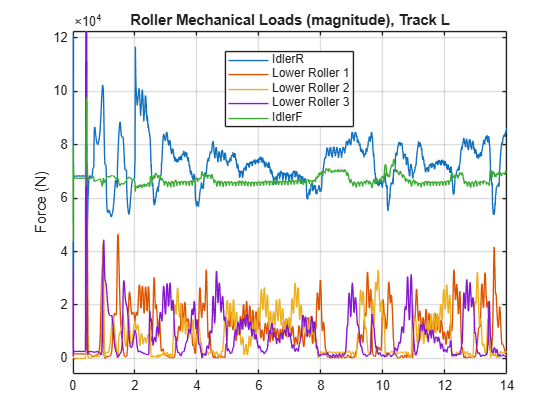 Roller Mechanical Loads (magnitude), Track L
×10⁴
12
10
8
6
4
2
0
Force (N)
IdlerR
Lower Roller 1
Lower Roller 2
Lower Roller 3
IdlerF
0 2 4 6 8 10 12 14